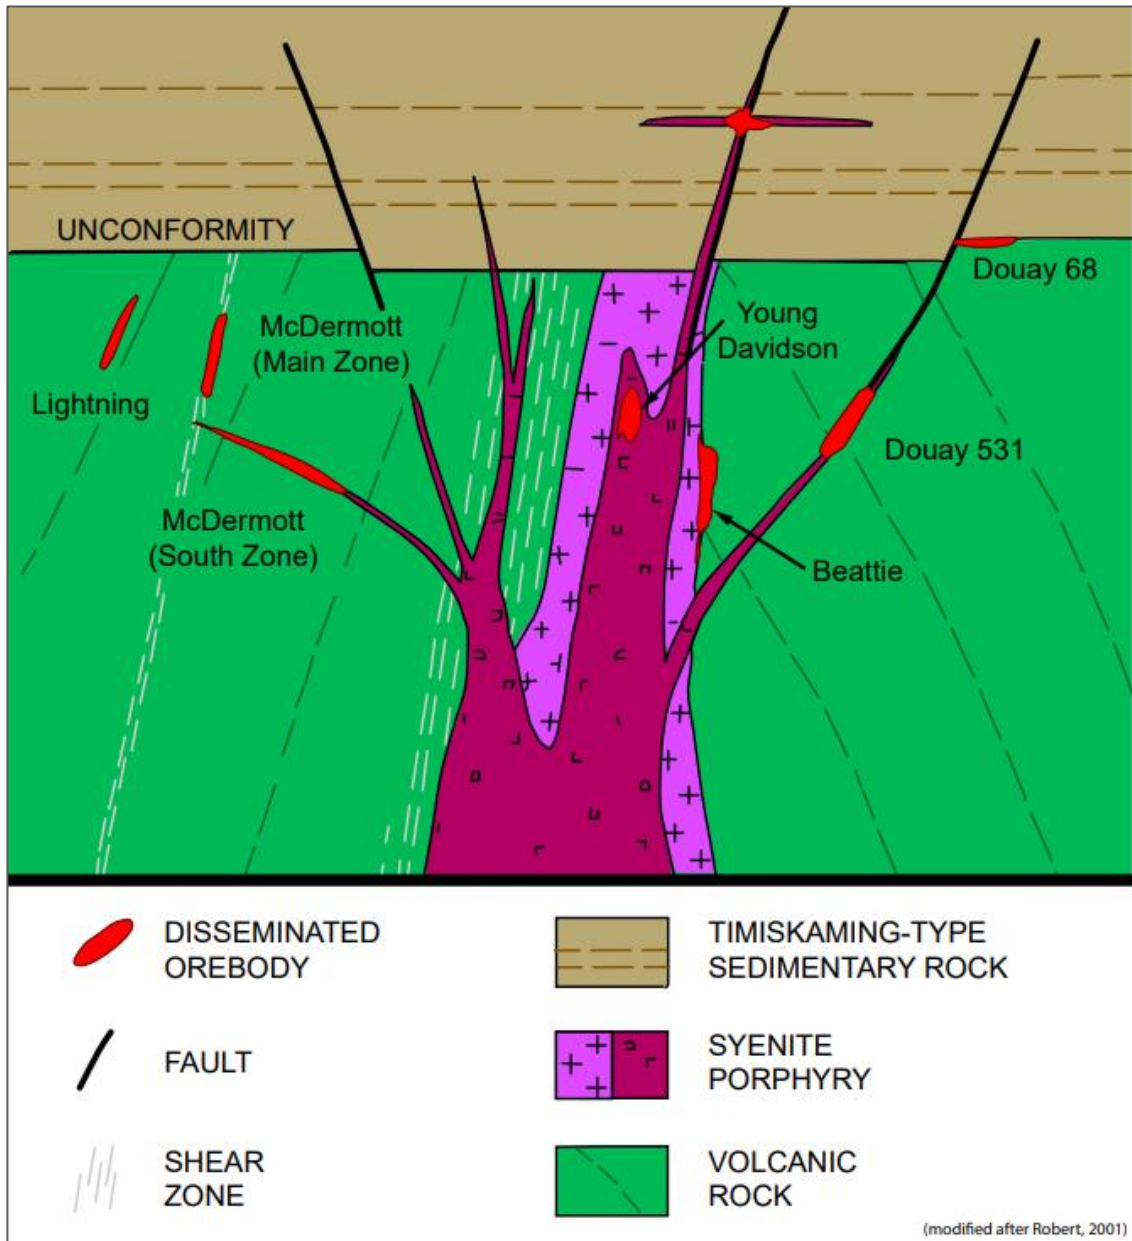 UNCONFORMITY
Douay 68
McDermott
(Main Zone)
Young
Davidson
Lightning
Douay 531
McDermott
(South Zone)
Beattie
DISSEMINATED
OREBODY
TIMISKAMING-TYPE
SEDIMENTARY ROCK
FAULT
SYENITE
PORPHYRY
SHEAR
ZONE
VOLCANIC
ROCK
(modified after Robert, 2001)